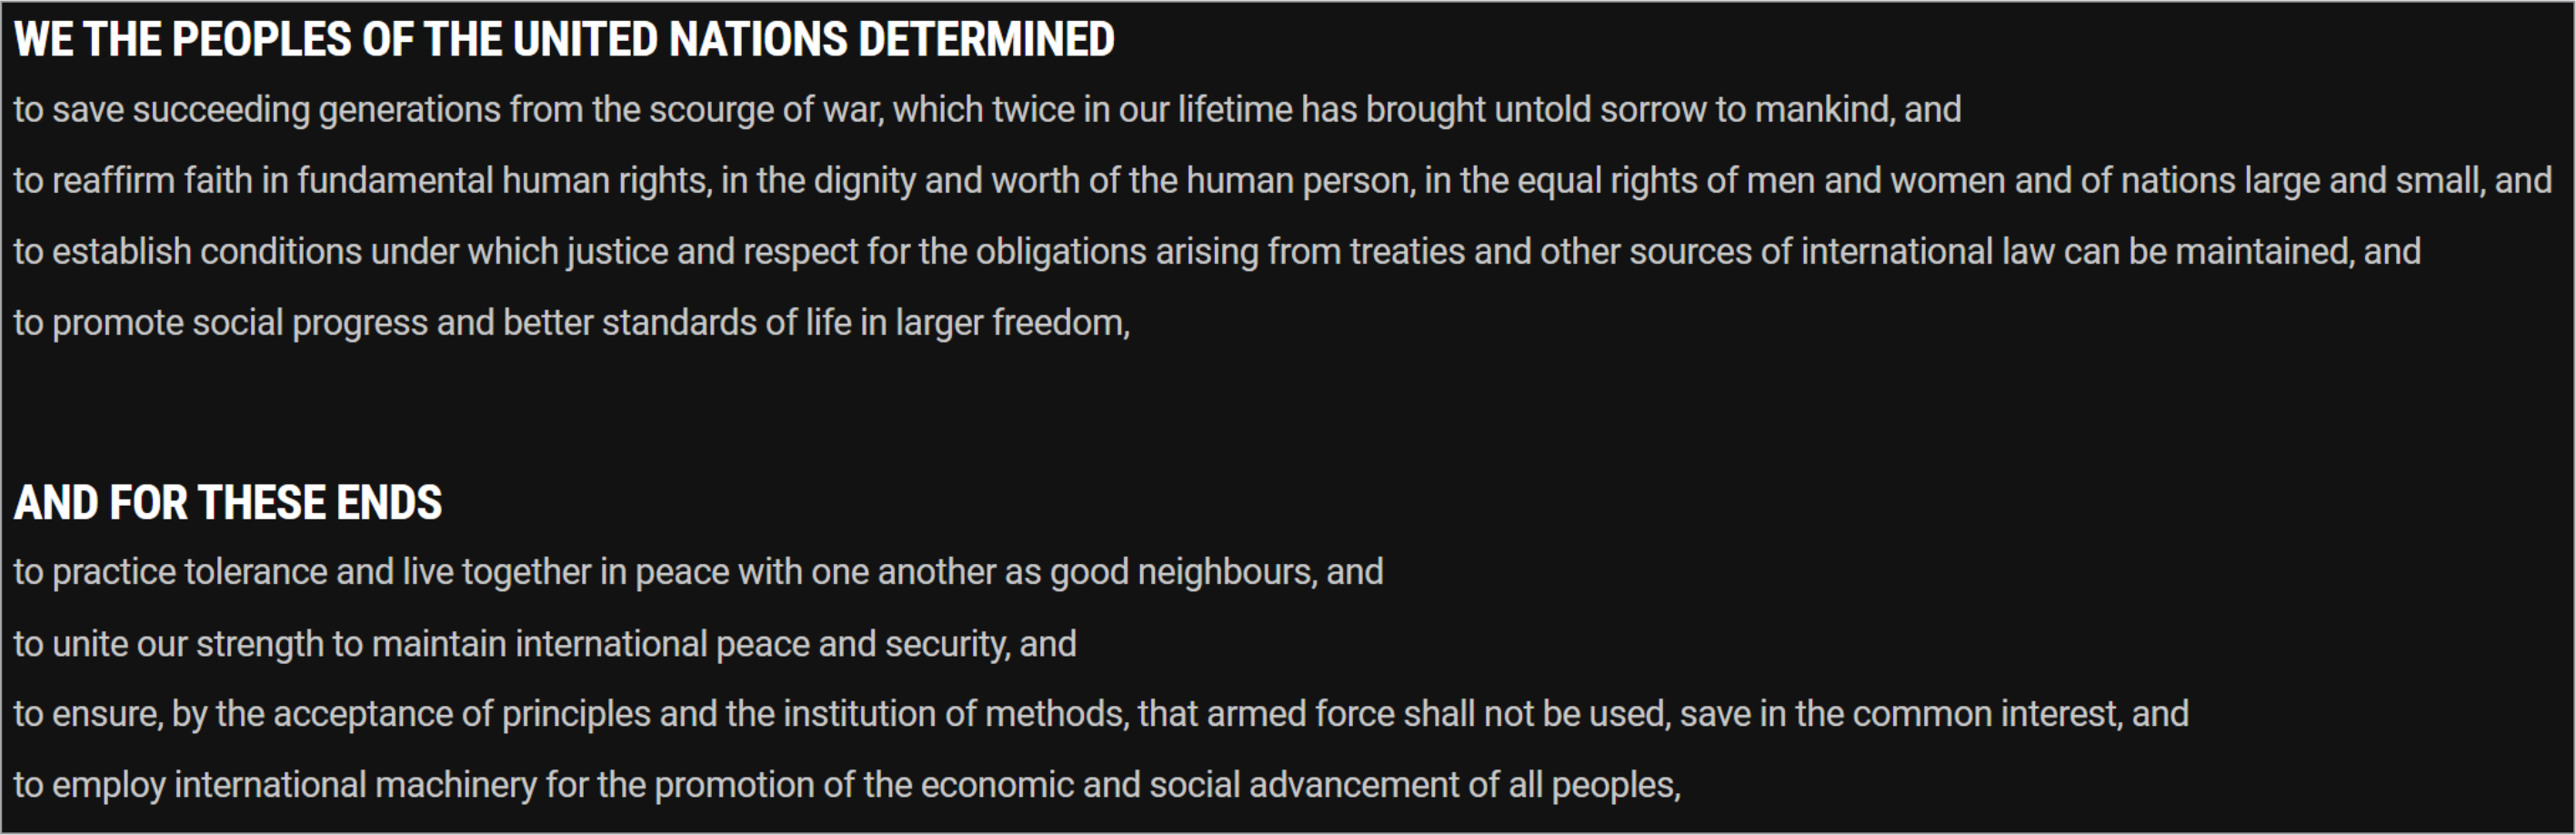 WE THE PEOPLES OF THE UNITED NATIONS DETERMINED
to save succeeding generations from the scourge of war, which twice in our lifetime has brought untold sorrow to mankind, and
to reaffirm faith in fundamental human rights, in the dignity and worth of the human person, in the equal rights of men and women and of nations large and small, and
to establish conditions under which justice and respect for the obligations arising from treaties and other sources of international law can be maintained, and
to promote social progress and better standards of life in larger freedom,
AND FOR THESE ENDS
to practice tolerance and live together in peace with one another as good neighbours, and
to unite our strength to maintain international peace and security, and
to ensure, by the acceptance of principles and the institution of methods, that armed force shall not be used, save in the common interest, and
to employ international machinery for the promotion of the economic and social advancement of all peoples,